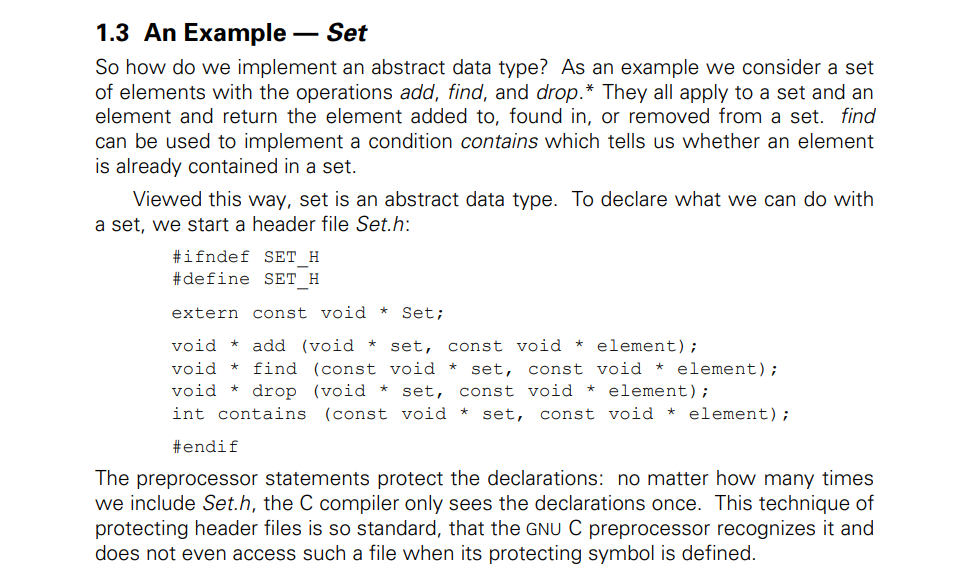 1.3 An Example — Set
So how do we implement an abstract data type? As an example we consider a set
of elements with the operations add, find, and drop.* They all apply to a set and an
element and return the element added to, found in, or removed from a set. find
can be used to implement a condition contains which tells us whether an element
is already contained in a set.
Viewed this way, set is an abstract data type. To declare what we can do with
a set, we start a header file Set.h:
#ifndef SET_H
#define SET_H
extern const void * Set;
void * add (void * set, const void * element);
void * find (const void * set, const void * element);
void * drop (void * set, const void * element);
int contains (const void * set, const void * element);
#endif
The preprocessor statements protect the declarations: no matter how many times
we include Set.h, the C compiler only sees the declarations once. This technique of
protecting header files is so standard, that the GNU C preprocessor recognizes it and
does not even access such a file when its protecting symbol is defined.